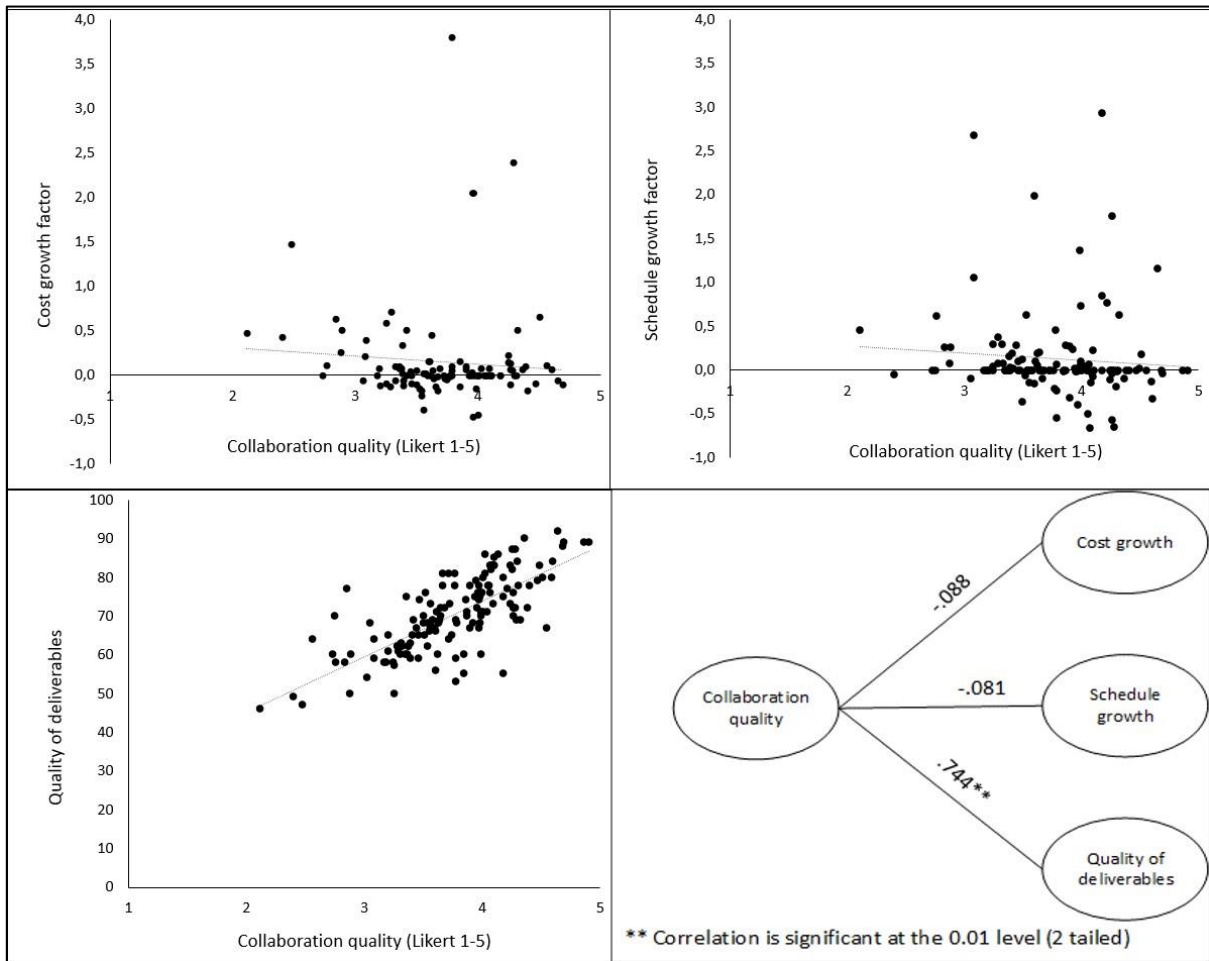 4,0
3,5
3,0
2,5
2,0
1,5
1,0
0,5
0,0
-0,5
-1,0
Cost growth factor
1 2 3 4 5
Collaboration quality (Likert 1-5)
4,0
3,5
3,0
2,5
2,0
1,5
1,0
0,5
0,0
-0,5
-1,0
Schedule growth factor
1 2 3 4 5
Collaboration quality (Likert 1-5)
100
90
80
70
60
50
40
30
20
10
0
Quality of deliverables
1 2 3 4 5
Collaboration quality (Likert 1-5)
Cost growth
-.088
Collaboration
quality
-.081
Schedule
growth
.744**
Quality of
deliverables
** Correlation is significant at the 0.01 level (2 tailed)